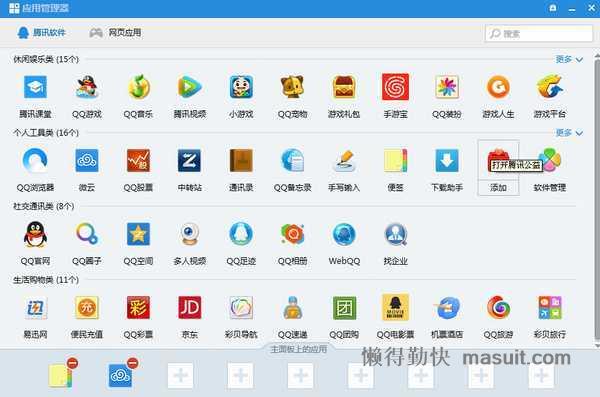 应用管理器
腾讯软件 网页应用 搜索
休闲娱乐类 (15个) 更多
腾讯课堂 QQ游戏 QQ音乐 腾讯视频 小游戏 QQ宠物 游戏礼包 手游宝 QQ装扮 游戏人生 游戏平台
个人工具类 (16个) 更多
股
打开腾讯公益
QQ浏览器 微云 QQ股票 中转站 通讯录 QQ备忘录 手写输入 便签 下载助手 添加 软件管理
社交通讯类 (8个)
QQ官网 QQ圈子 QQ空间 多人视频 QQ足迹 QQ相册 WebQQ 找企业
生活购物类 (11个)
充 彩 JD 团 MOVIE
易迅网 便民充值 QQ彩票 京东 彩贝导航 QQ速递 QQ团购 QQ电影票 机票酒店 QQ旅游 彩贝旅行
主面板上的应用
懒得勤快 masuit.com